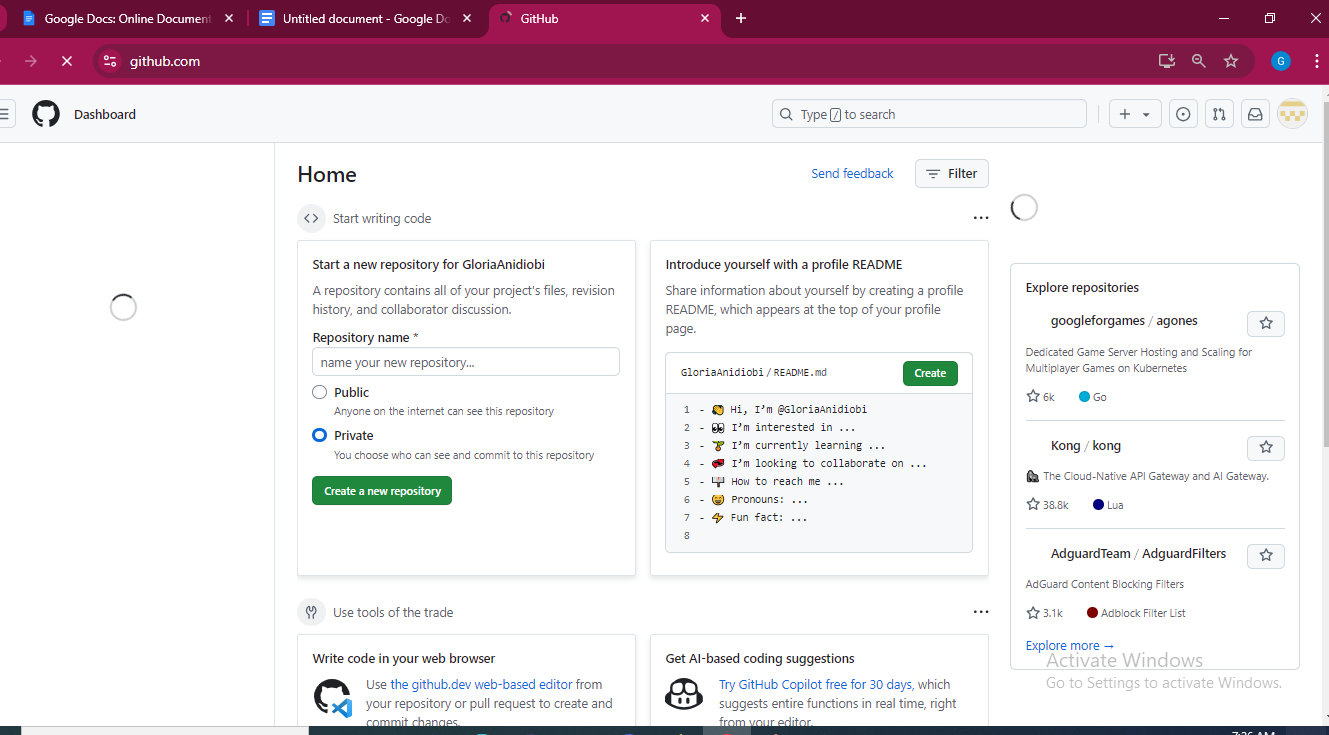 Google Docs: Online Document
Untitled document - Google Do
GitHub
github.com
G
Dashboard
Type / to search
Home
Send feedback
Filter
Start writing code
Start a new repository for GloriaAnidiobi
A repository contains all of your project's files, revision
history, and collaborator discussion.
Repository name *
name your new repository...
Public
Anyone on the internet can see this repository
Private
You choose who can see and commit to this repository
Create a new repository
Introduce yourself with a profile README
Share information about yourself by creating a profile
README, which appears at the top of your profile
page.
GloriaAnidiobi / README.md
Create
1 - 👋 Hi, I’m @GloriaAnidiobi
2 - 👀 I’m interested in ...
3 - 🌱 I’m currently learning ...
4 - 💞️ I’m looking to collaborate on ...
5 - 📫 How to reach me ...
6 - 😄 Pronouns: ...
7 - ⚡ Fun fact: ...
8
Explore repositories
googleforgames / agones
Dedicated Game Server Hosting and Scaling for
Multiplayer Games on Kubernetes
6k Go
Kong / kong
🦍 The Cloud-Native API Gateway and AI Gateway.
38.8k Lua
AdguardTeam / AdguardFilters
AdGuard Content Blocking Filters
3.1k Adblock Filter List
Explore more →
Use tools of the trade
Write code in your web browser
Use the github.dev web-based editor from
your repository or pull request to create and
commit changes.
Get AI-based coding suggestions
Try GitHub Copilot free for 30 days, which
suggests entire functions in real time, right
from your editor.
Activate Windows
Go to Settings to activate Windows.